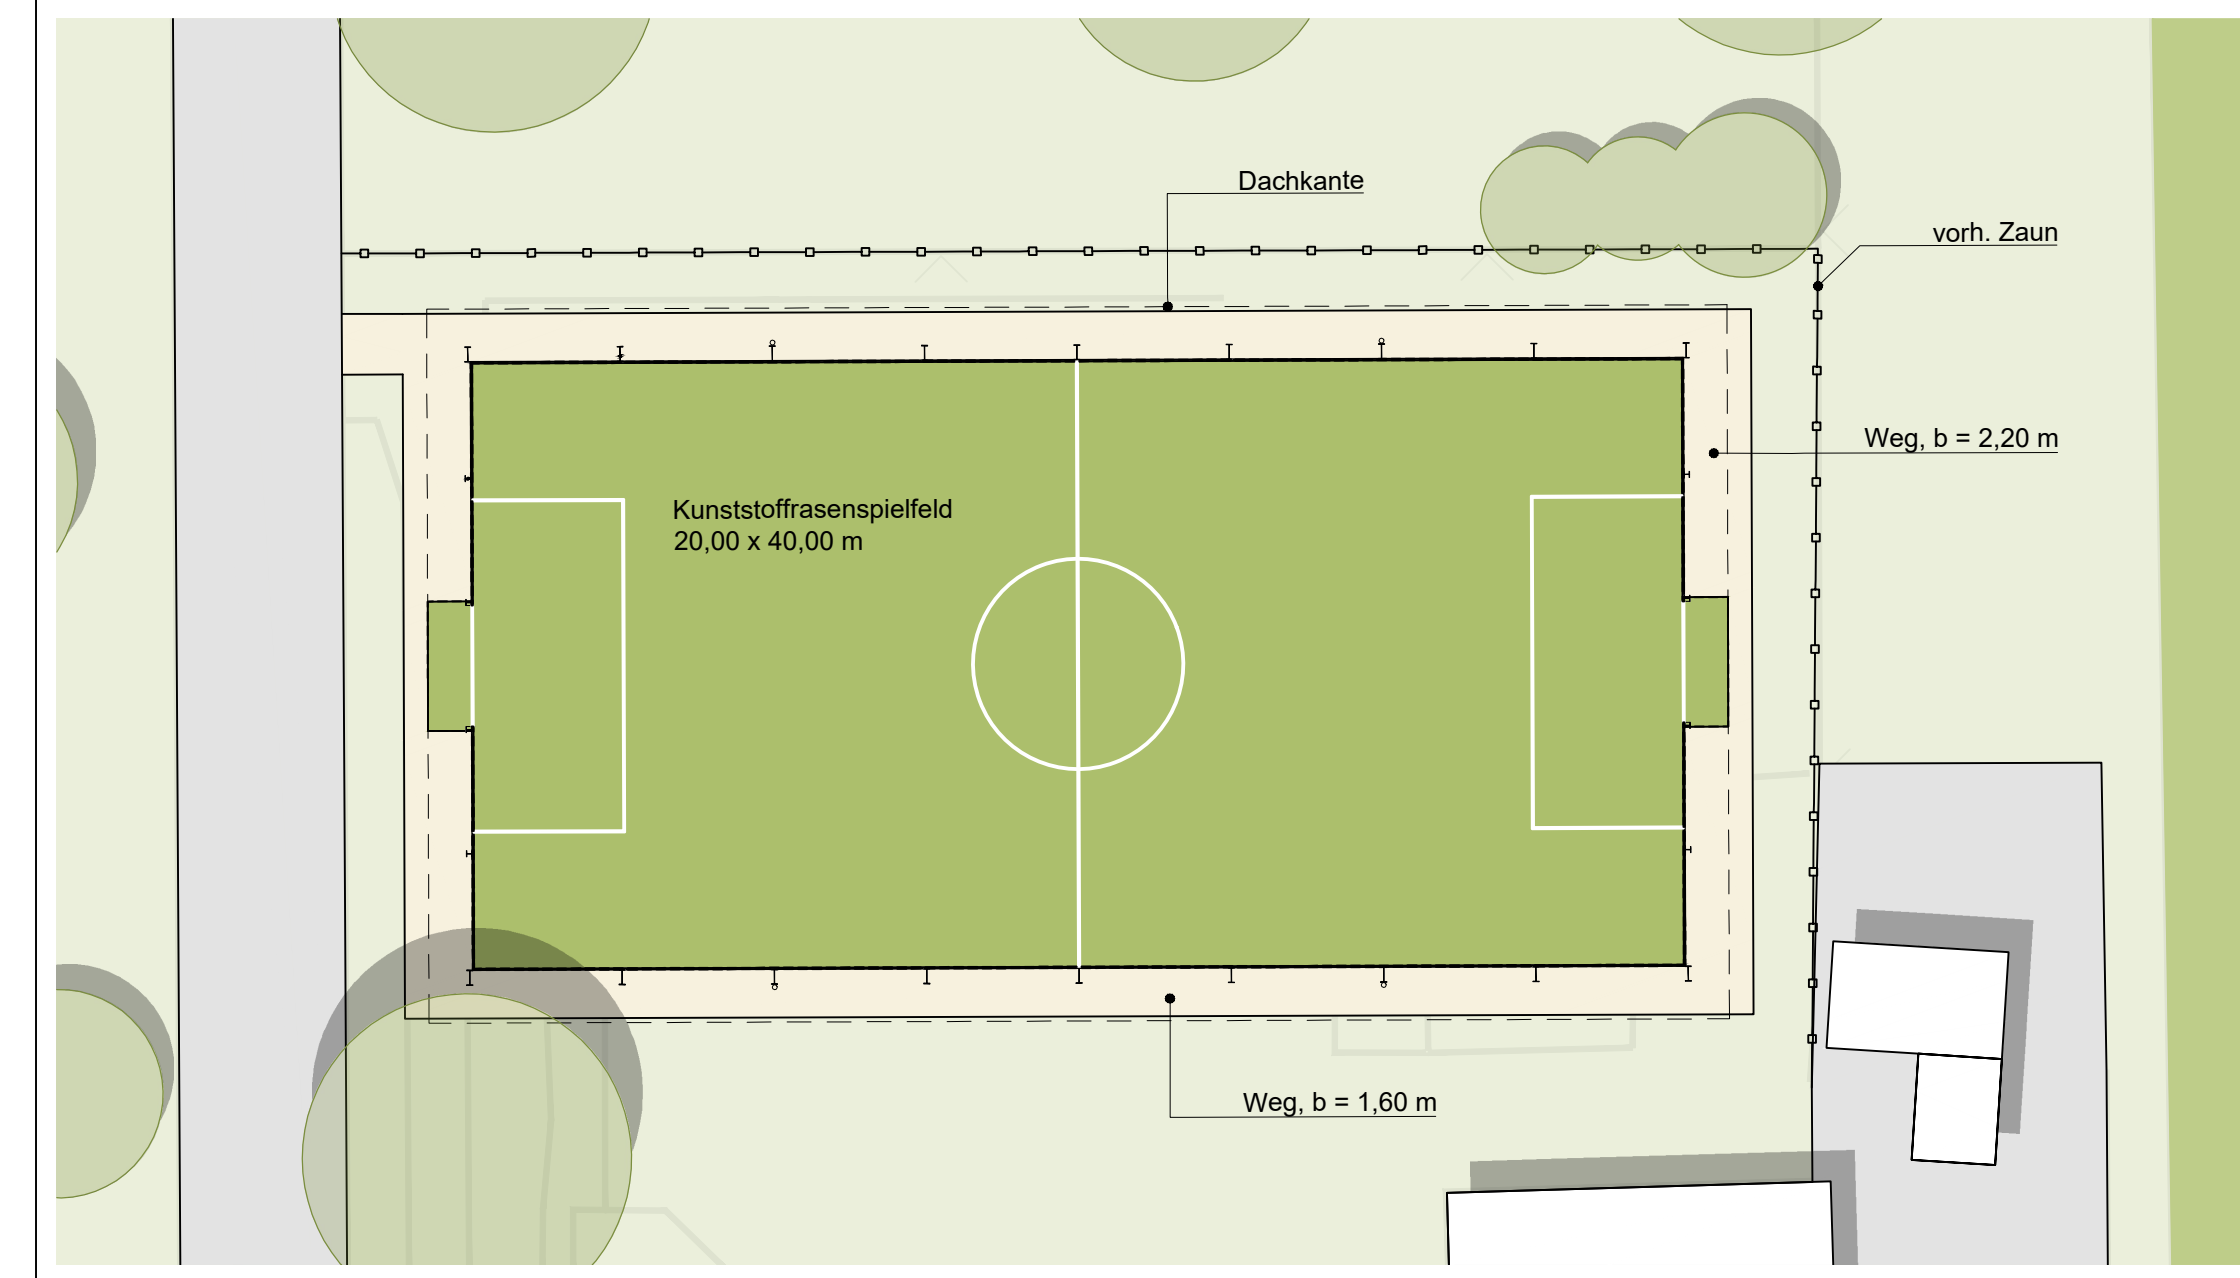 Dachkante
vorh. Zaun
Weg, b = 2,20 m
Kunststoffrasenspielfeld
20,00 x 40,00 m
Weg, b = 1,60 m